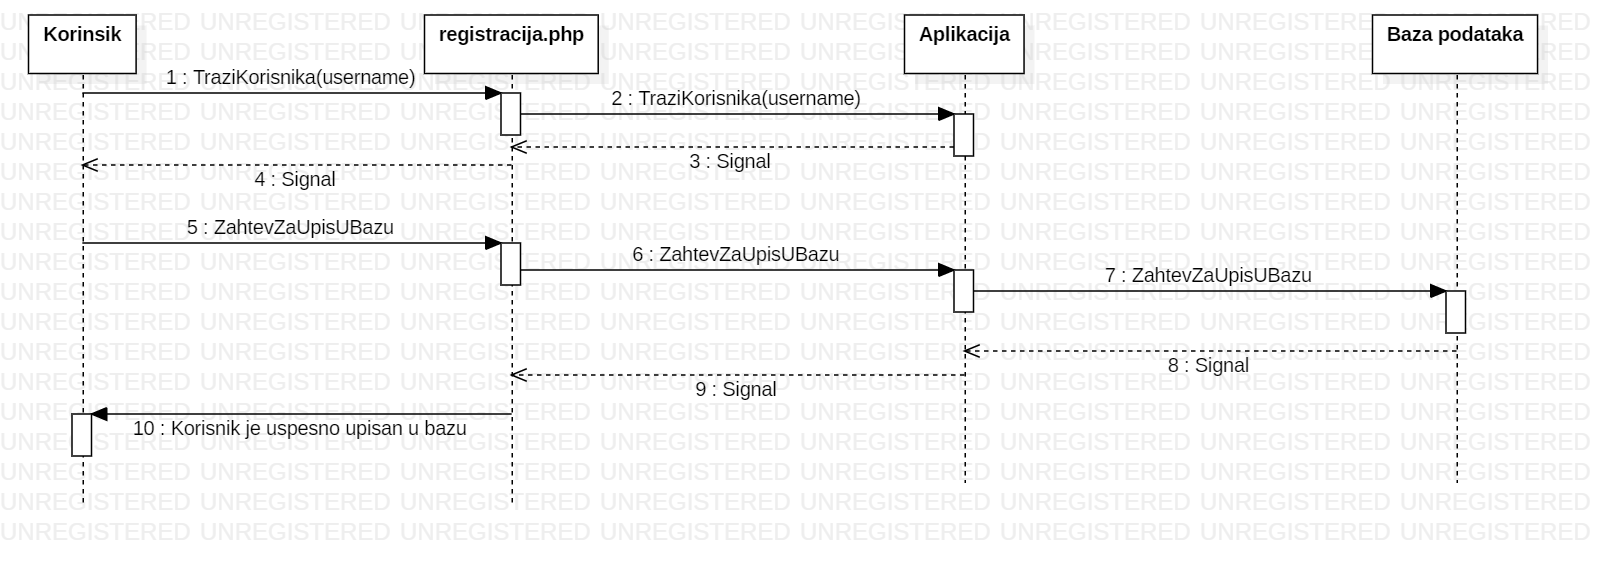 Korinsik
registracija.php
Aplikacija
Baza podataka
1 : TraziKorisnika(username)
2 : TraziKorisnika(username)
3 : Signal
4 : Signal
5 : ZahtevZaUpisUBazu
6 : ZahtevZaUpisUBazu
7 : ZahtevZaUpisUBazu
8 : Signal
9 : Signal
10 : Korisnik je uspesno upisan u bazu
UNREGISTERED